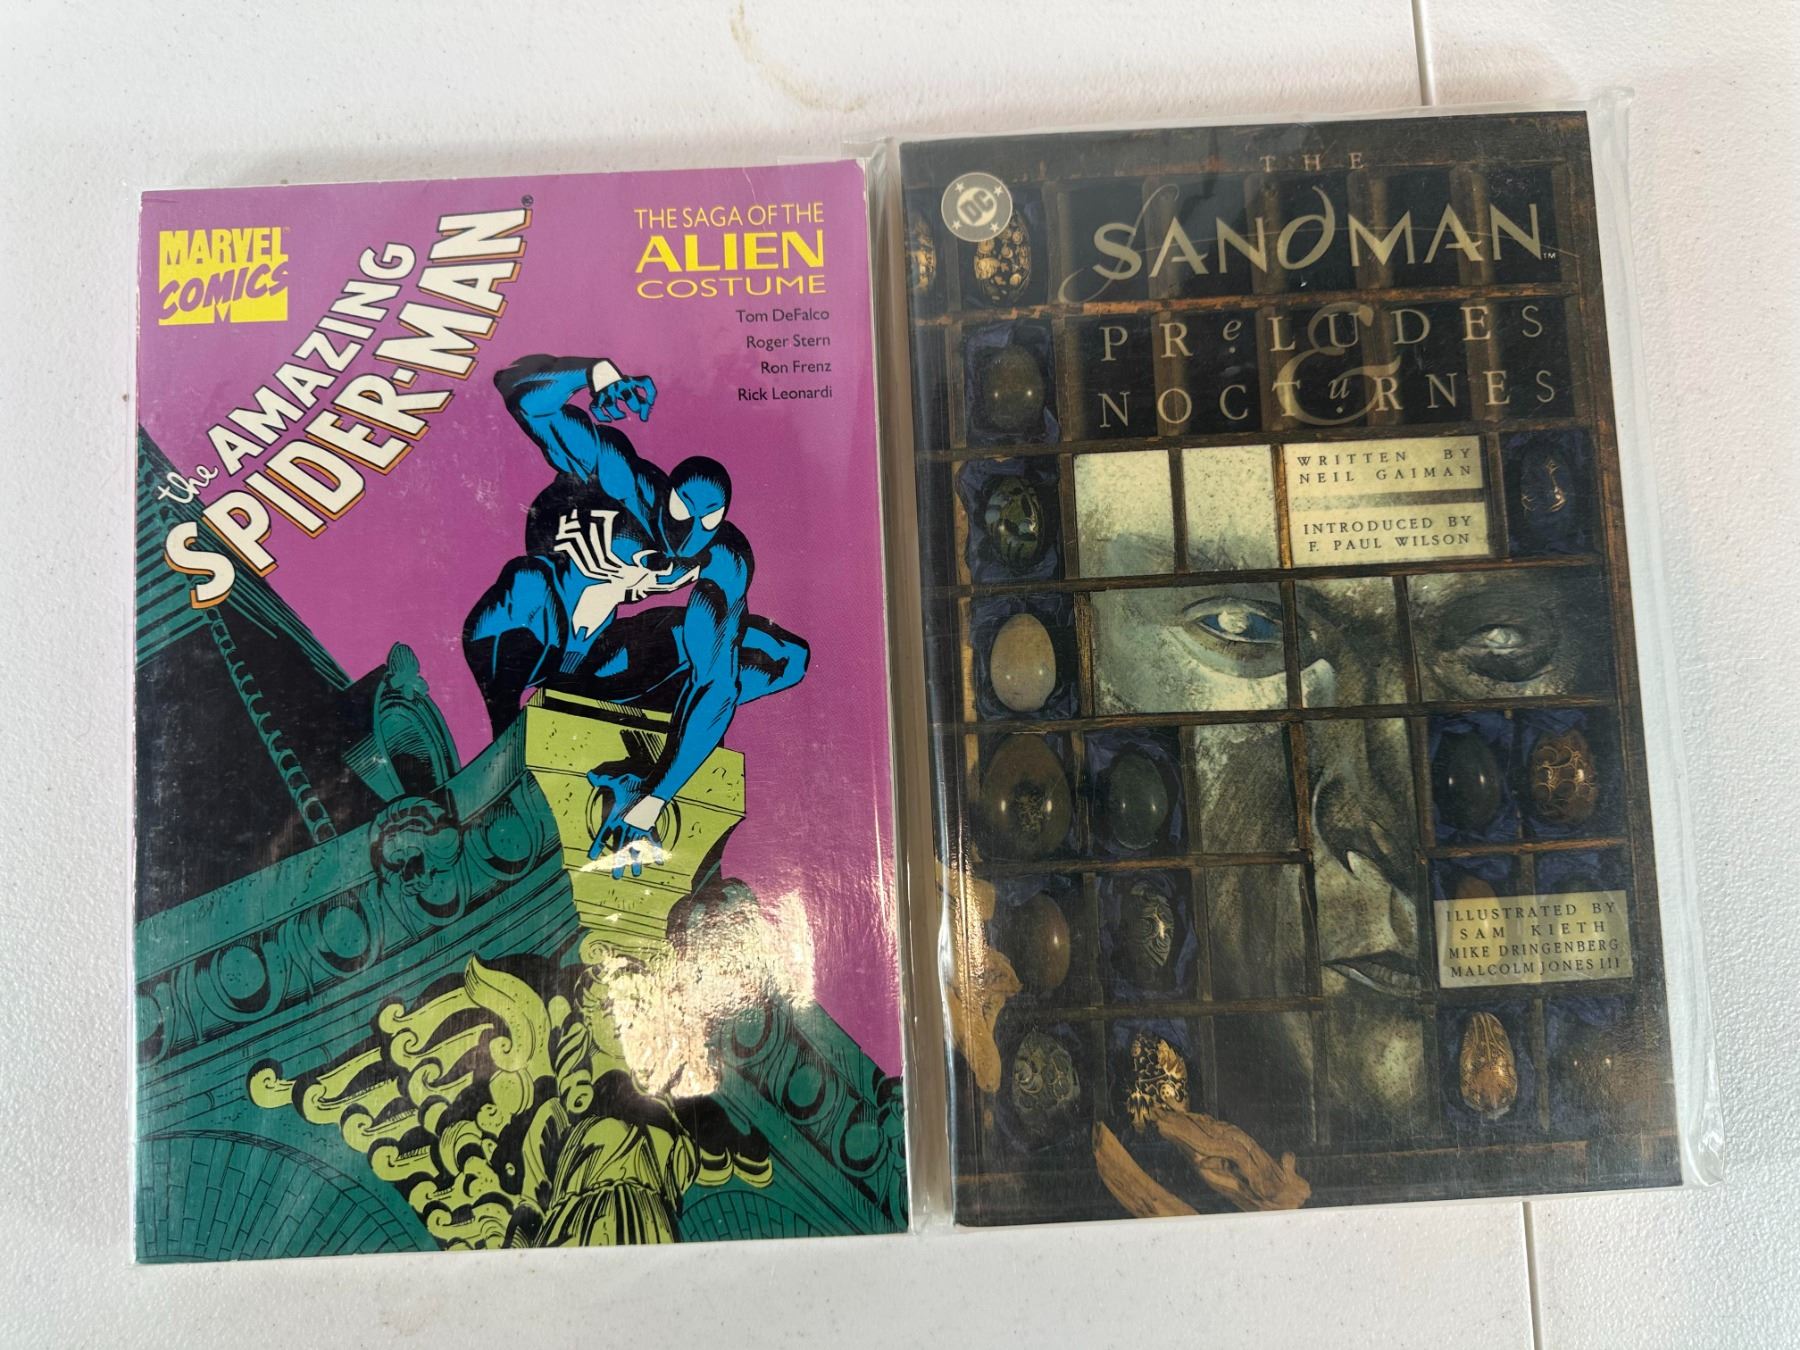 MARVEL
COMICS
the AMAZING
SPIDER-MAN®
THE SAGA OF THE
ALIEN
COSTUME
Tom DeFalco
Roger Stern
Ron Frenz
Rick Leonardi
DC
THE
SANDMAN™
PReLUDES
&
NOCTuRNES
WRITTEN BY
NEIL GAIMAN
INTRODUCED BY
F. PAUL WILSON
ILLUSTRATED BY
SAM KIETH
MIKE DRINGENBERG
MALCOLM JONES III